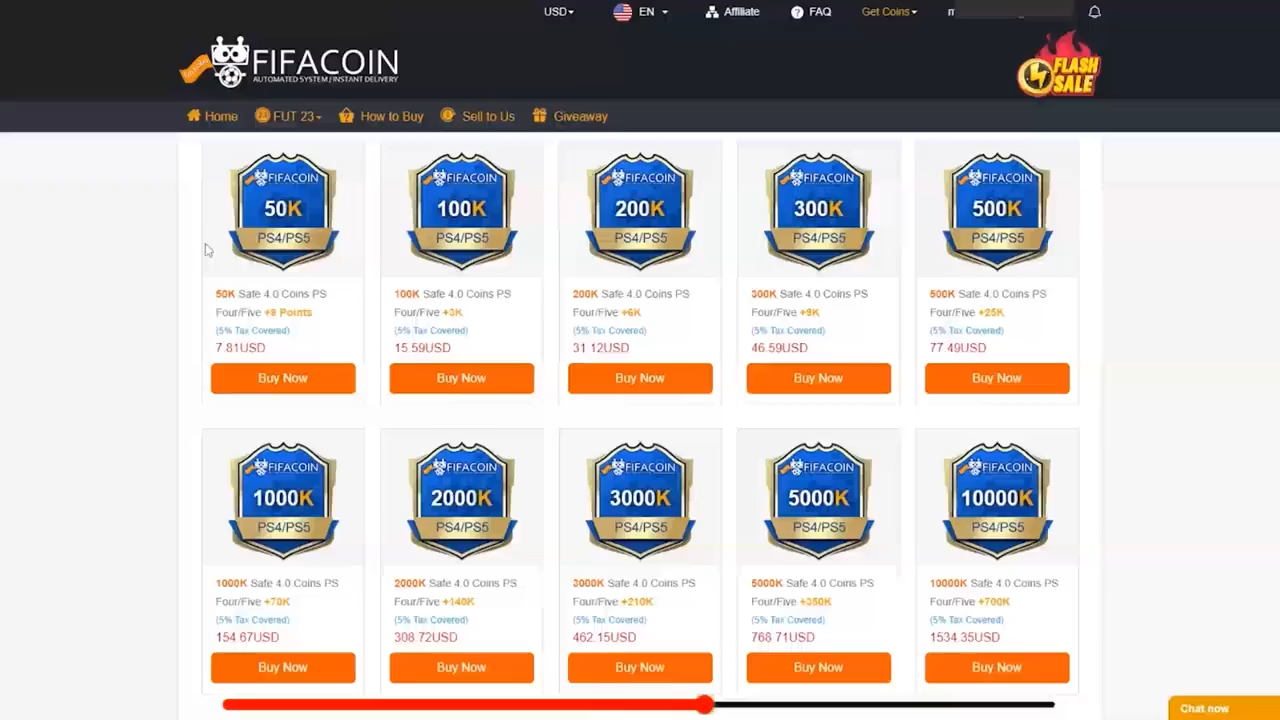 USD
EN
Affiliate
FAQ
Get Coins
FIFACOIN
AUTOMATED SYSTEM/INSTANT DELIVERY
FLASH
SALE
Home
FUT 23
How to Buy
Sell to Us
Giveaway
FIFACOIN
50K
PS4/PS5
50K Safe 4.0 Coins PS
Four/Five +8 Points
(5% Tax Covered)
7.81USD
Buy Now
FIFACOIN
100K
PS4/PS5
100K Safe 4.0 Coins PS
Four/Five +3K
(5% Tax Covered)
15.59USD
Buy Now
FIFACOIN
200K
PS4/PS5
200K Safe 4.0 Coins PS
Four/Five +6K
(5% Tax Covered)
31.12USD
Buy Now
FIFACOIN
300K
PS4/PS5
300K Safe 4.0 Coins PS
Four/Five +9K
(5% Tax Covered)
46.59USD
Buy Now
FIFACOIN
500K
PS4/PS5
500K Safe 4.0 Coins PS
Four/Five +25K
(5% Tax Covered)
77.49USD
Buy Now
FIFACOIN
1000K
PS4/PS5
1000K Safe 4.0 Coins PS
Four/Five +70K
(5% Tax Covered)
154.67USD
Buy Now
FIFACOIN
2000K
PS4/PS5
2000K Safe 4.0 Coins PS
Four/Five +140K
(5% Tax Covered)
308.72USD
Buy Now
FIFACOIN
3000K
PS4/PS5
3000K Safe 4.0 Coins PS
Four/Five +210K
(5% Tax Covered)
462.15USD
Buy Now
FIFACOIN
5000K
PS4/PS5
5000K Safe 4.0 Coins PS
Four/Five +350K
(5% Tax Covered)
768.71USD
Buy Now
FIFACOIN
10000K
PS4/PS5
10000K Safe 4.0 Coins PS
Four/Five +700K
(5% Tax Covered)
1534.35USD
Buy Now
Chat now